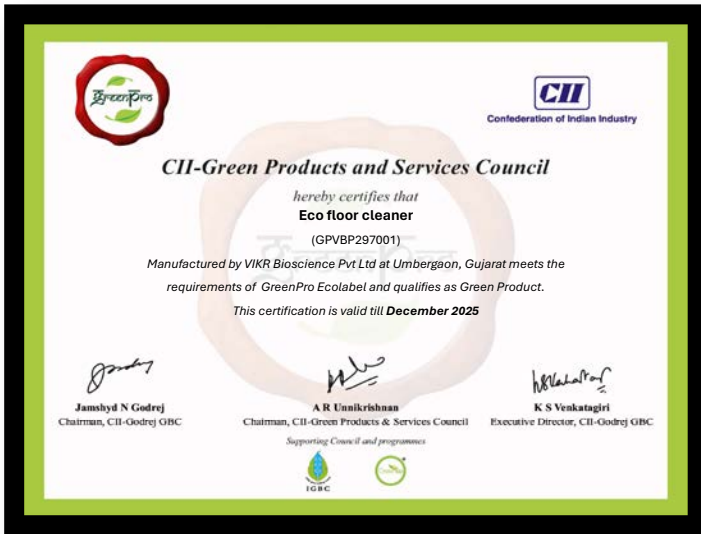 GreenPro
CII
Confederation of Indian Industry
CII-Green Products and Services Council
hereby certifies that
Eco floor cleaner
(GPVBP297001)
Manufactured by VIKR Bioscience Pvt Ltd at Umbergaon, Gujarat meets the
requirements of GreenPro Ecolabel and qualifies as Green Product.
This certification is valid till December 2025
Jamshyd N Godrej
Chairman, CII-Godrej GBC
A R Unnikrishnan
Chairman, CII-Green Products & Services Council
K S Venkatagiri
Executive Director, CII-Godrej GBC
Supporting Council and programmes
IGBC